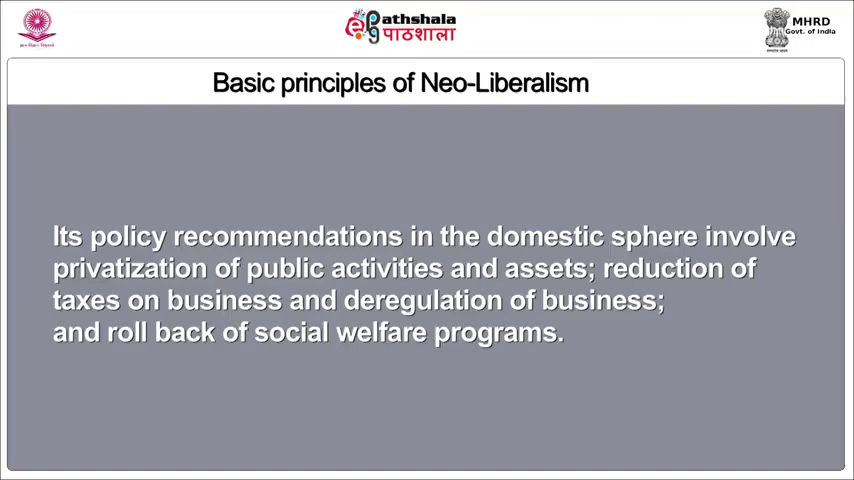 ePathshala
पाठशाला
MHRD
Govt. of India
Basic principles of Neo-Liberalism
Its policy recommendations in the domestic sphere involve
privatization of public activities and assets; reduction of
taxes on business and deregulation of business;
and roll back of social welfare programs.